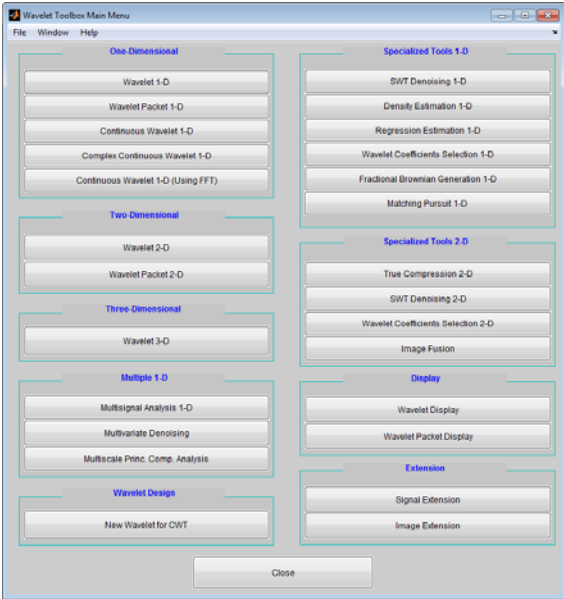 Wavelet Toolbox Main Menu
File Window Help
One-Dimensional
Wavelet 1-D
Wavelet Packet 1-D
Continuous Wavelet 1-D
Complex Continuous Wavelet 1-D
Continuous Wavelet 1-D (Using FFT)
Two-Dimensional
Wavelet 2-D
Wavelet Packet 2-D
Three-Dimensional
Wavelet 3-D
Multiple 1-D
Multisignal Analysis 1-D
Multivariate Denoising
Multiscale Princ. Comp. Analysis
Wavelet Design
New Wavelet for CWT
Specialized Tools 1-D
SWT Denoising 1-D
Density Estimation 1-D
Regression Estimation 1-D
Wavelet Coefficients Selection 1-D
Fractional Brownian Generation 1-D
Matching Pursuit 1-D
Specialized Tools 2-D
True Compression 2-D
SWT Denoising 2-D
Wavelet Coefficients Selection 2-D
Image Fusion
Display
Wavelet Display
Wavelet Packet Display
Extension
Signal Extension
Image Extension
Close